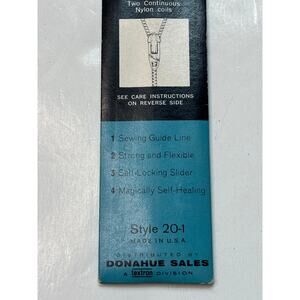 Two Continuous
Nylon coils
SEE CARE INSTRUCTIONS
ON REVERSE SIDE
1 Sewing Guide Line
2 Strong and Flexible
3 Self-Locking Slider
4 Magically Self-Healing
Style 20-1
MADE IN U.S.A.
DISTRIBUTED BY
DONAHUE SALES
A textron DIVISION